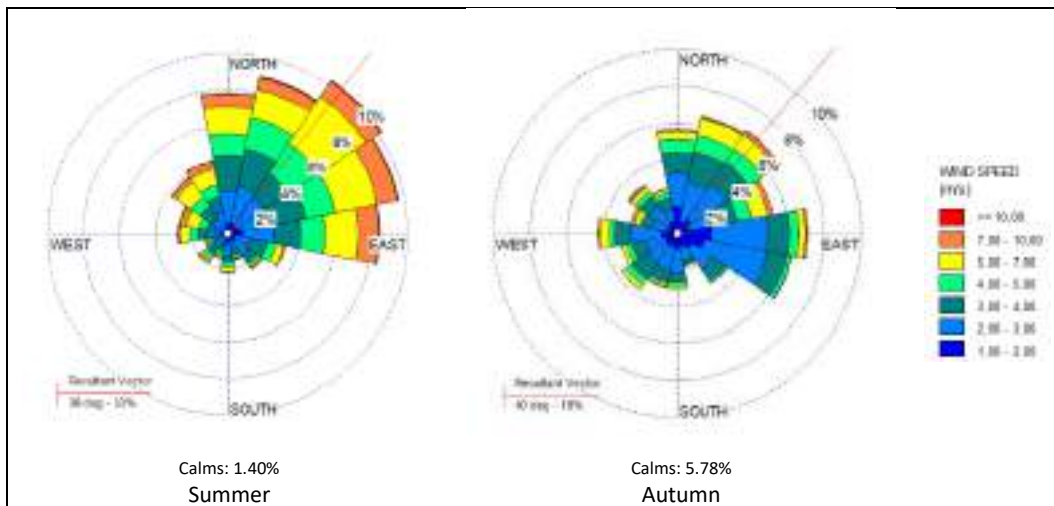 NORTH
10%
8%
6%
4%
2%
WEST
EAST
SOUTH
Resultant Vector
Calms: 1.40%
Summer
NORTH
10%
8%
6%
4%
2%
WEST
EAST
SOUTH
Resultant Vector
Calms: 5.78%
Autumn
WIND SPEED
(m/s)
>= 10.00
7.00 - 10.00
5.00 - 7.00
4.00 - 5.00
3.00 - 4.00
2.00 - 3.00
1.00 - 2.00